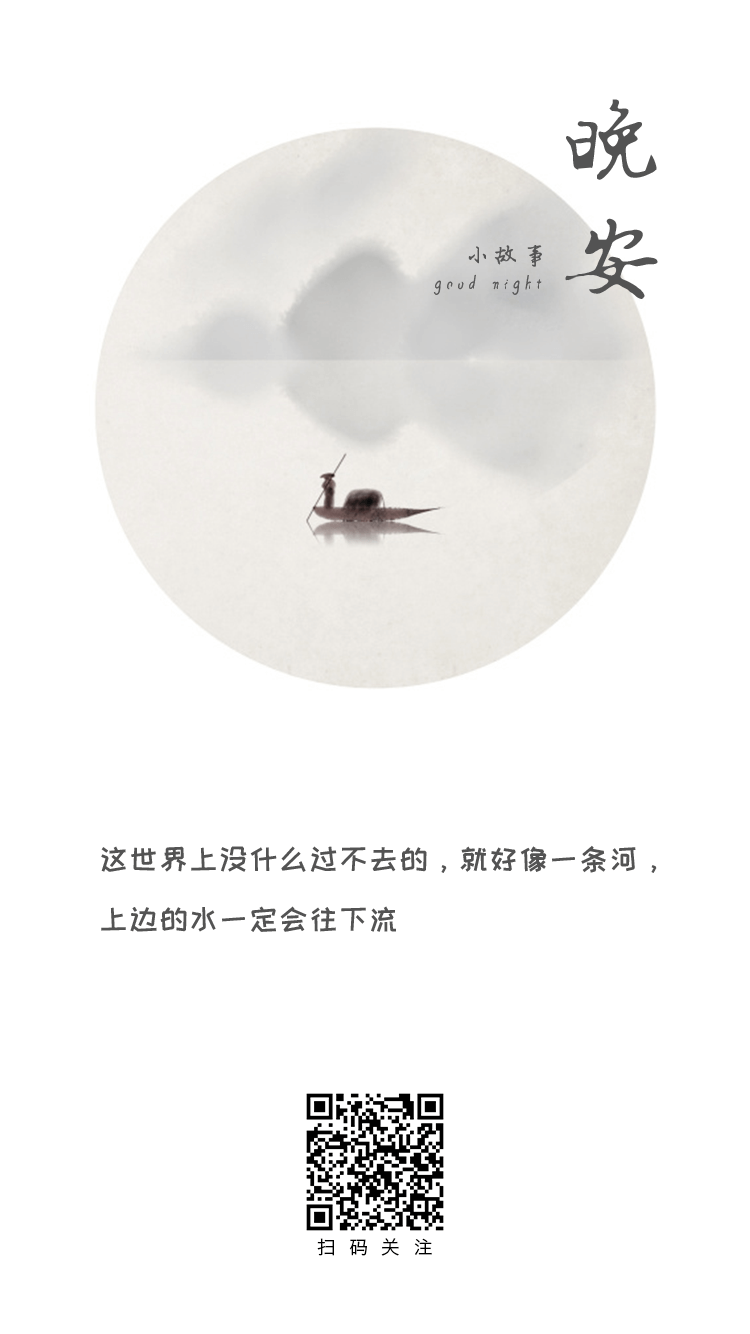 晚安
小故事
good night
这世界上没什么过不去的，就好像一条河，
上边的水一定会往下流
扫码关注